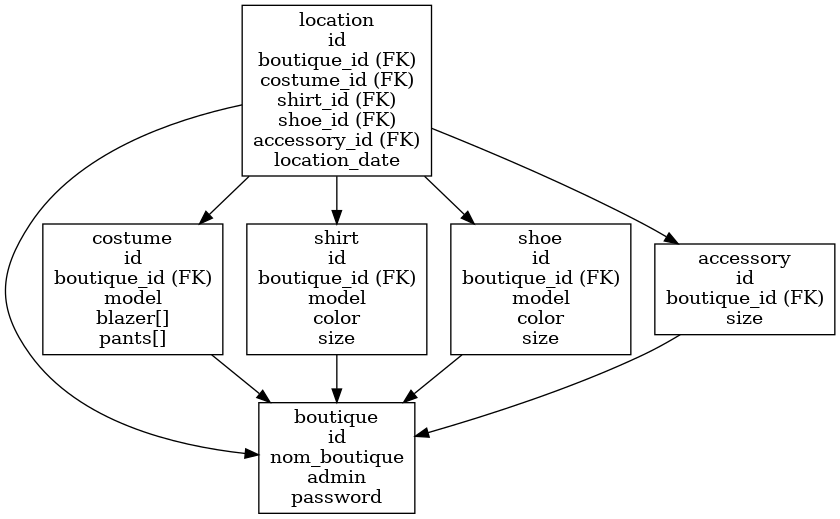 location
id
boutique_id (FK)
costume_id (FK)
shirt_id (FK)
shoe_id (FK)
accessory_id (FK)
location_date
costume
id
boutique_id (FK)
model
blazer[]
pants[]
shirt
id
boutique_id (FK)
model
color
size
shoe
id
boutique_id (FK)
model
color
size
accessory
id
boutique_id (FK)
size
boutique
id
nom_boutique
admin
password